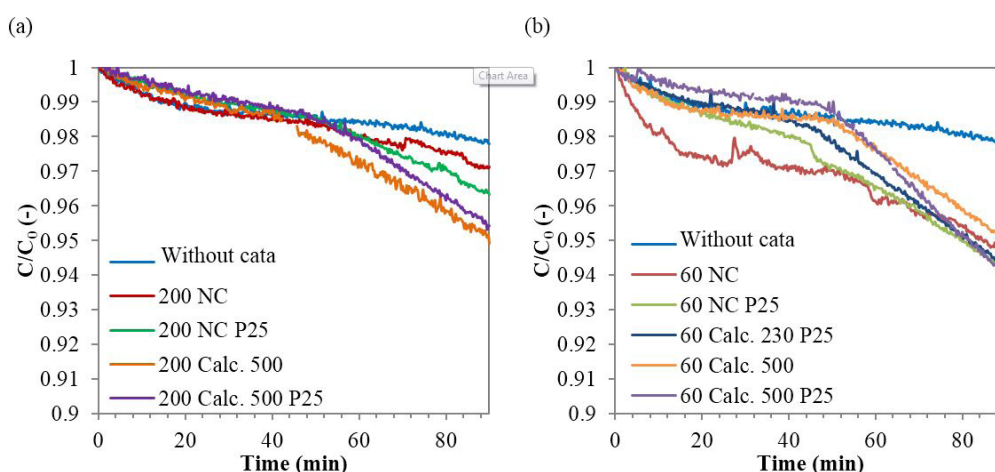 (a)
(b)
C/C0 (-)
1
0.99
0.98
0.97
0.96
0.95
0.94
0.93
0.92
0.91
0.9
Chart Area
Without cata
200 NC
200 NC P25
200 Calc. 500
200 Calc. 500 P25
0 20 40 60 80
Time (min)
C/C0 (-)
1
0.99
0.98
0.97
0.96
0.95
0.94
0.93
0.92
0.91
0.9
Without cata
60 NC
60 NC P25
60 Calc. 230 P25
60 Calc. 500
60 Calc. 500 P25
0 20 40 60 80
Time (min)